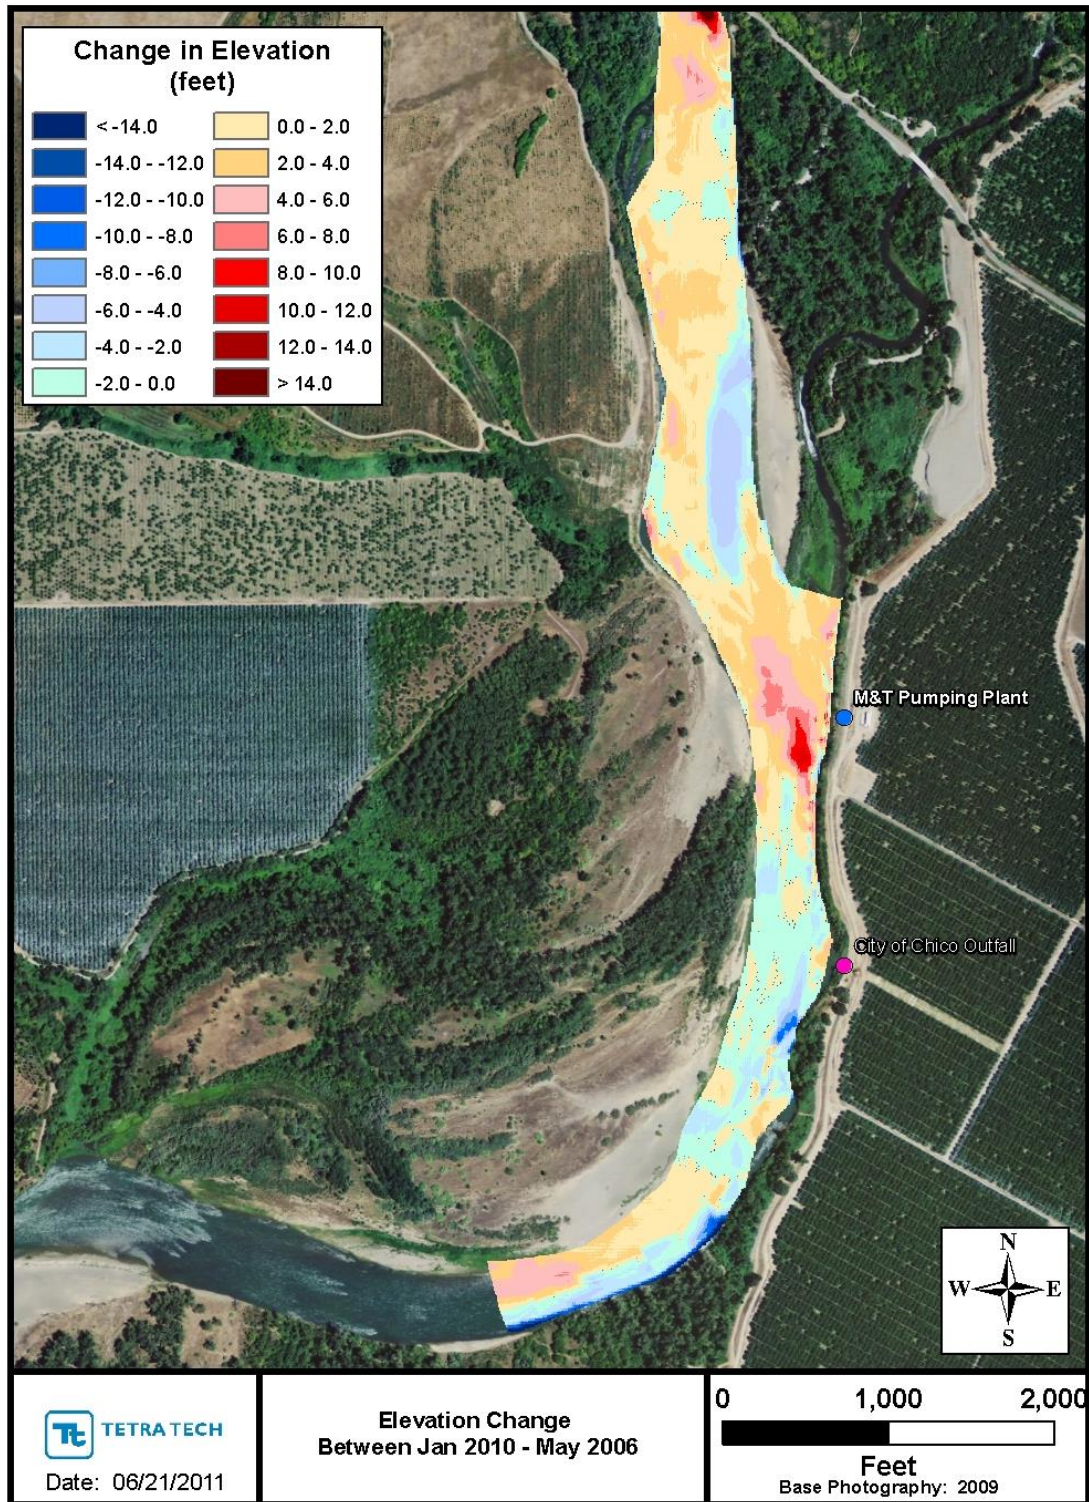 Change in Elevation
(feet)
< -14.0
-14.0 - -12.0
-12.0 - -10.0
-10.0 - -8.0
-8.0 - -6.0
-6.0 - -4.0
-4.0 - -2.0
-2.0 - 0.0
0.0 - 2.0
2.0 - 4.0
4.0 - 6.0
6.0 - 8.0
8.0 - 10.0
10.0 - 12.0
12.0 - 14.0
> 14.0
M&T Pumping Plant
City of Chico Outfall
N
W E
S
Tt TETRA TECH
Date: 06/21/2011
Elevation Change
Between Jan 2010 - May 2006
0 1,000 2,000
Feet
Base Photography: 2009